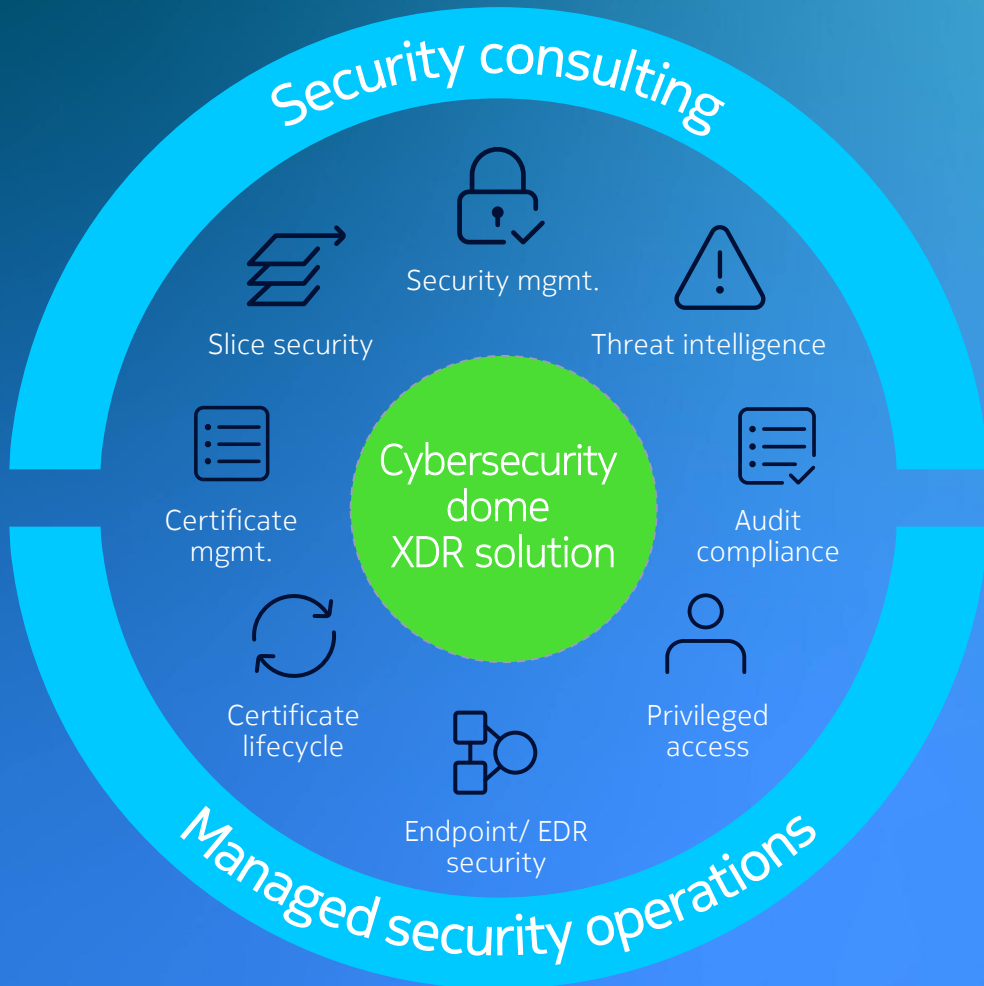 Security consulting
Security mgmt.
Slice security
Threat intelligence
Cybersecurity
dome
XDR solution
Certificate
mgmt.
Audit
compliance
Certificate
lifecycle
Privileged
access
Endpoint/ EDR
security
Managed security operations